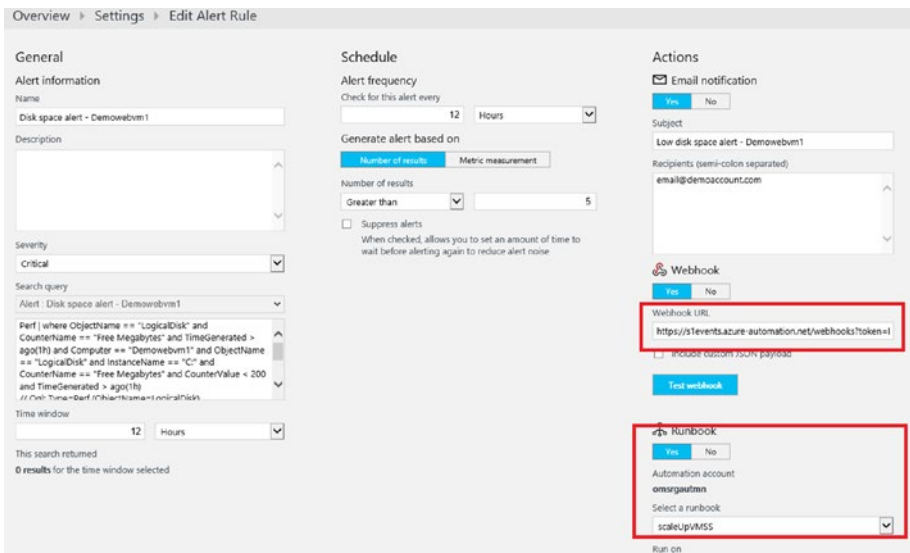 Overview Settings Edit Alert Rule
General
Alert information
Name
Disk space alert - Demowebvm1
Description
Severity
Critical
Search query
Alert : Disk space alert - Demowebvm1
Perf | where ObjectName == "LogicalDisk" and
CounterName == "Free Megabytes" and TimeGenerated >
ago(1h) and Computer == "Demowebvm1" and ObjectName
== "LogicalDisk" and InstanceName == "C:" and
CounterName == "Free Megabytes" and CounterValue < 200
and TimeGenerated > ago(1h)
// Oql: Type=Perf (ObjectName=LogicalDisk)
Time window
12 Hours
This search returned
0 results for the time window selected
Schedule
Alert frequency
Check for this alert every
12 Hours
Generate alert based on
Number of results Metric measurement
Number of results
Greater than 5
Suppress alerts
When checked, allows you to set an amount of time to
wait before alerting again to reduce alert noise
Actions
Email notification
Yes No
Subject
Low disk space alert - Demowebvm1
Recipients (semi-colon separated)
email@demoaccount.com
Webhook
Yes No
Webhook URL
https://s1events.azure-automation.net/webhooks?token=
Include custom JSON payload
Test webhook
Runbook
Yes No
Automation account
omsrgautmn
Select a runbook
scaleUpVMSS
Run on